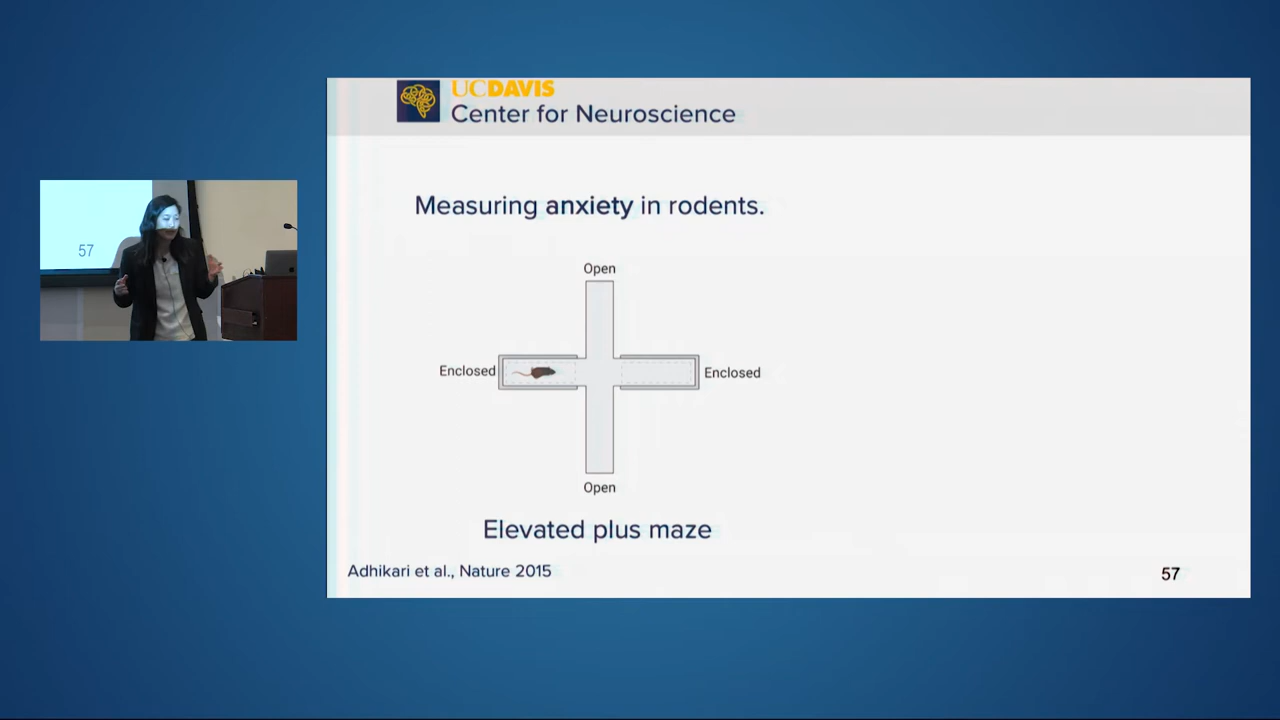 UCDAVIS
Center for Neuroscience
Measuring anxiety in rodents.
Open
Enclosed
Enclosed
Open
Elevated plus maze
Adhikari et al., Nature 2015
57
57